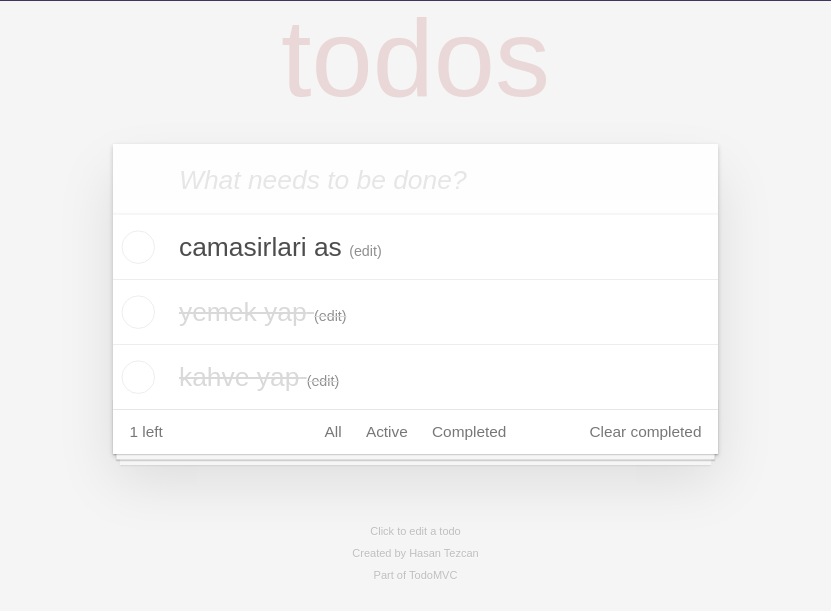 todos
What needs to be done?
camasirlari as (edit)
yemek yap (edit)
kahve yap (edit)
1 left All Active Completed Clear completed
Click to edit a todo
Created by Hasan Tezcan
Part of TodoMVC